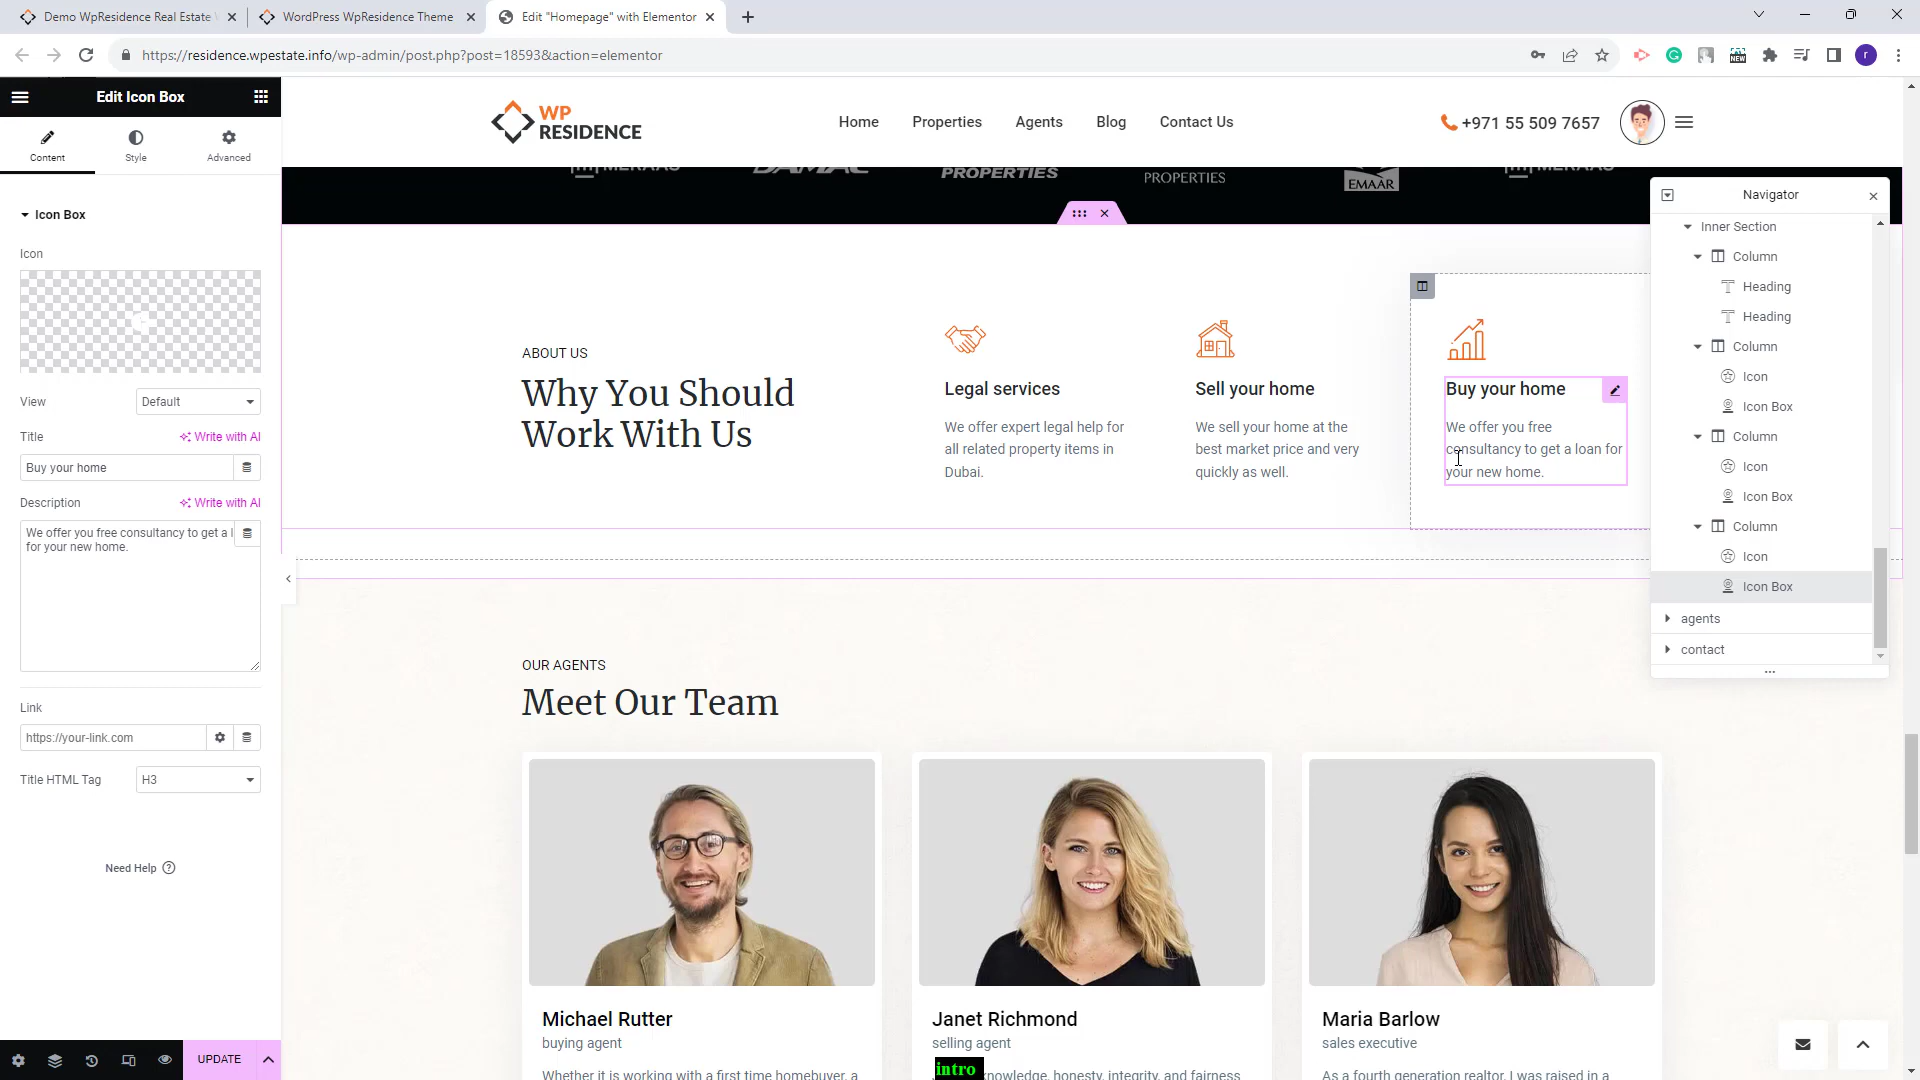 Demo WpResidence Real Estate
WordPress WpResidence Theme
Edit "Homepage" with Elementor
https://residence.wpestate.info/wp-admin/post.php?post=18593&action=elementor
NEW
r
Edit Icon Box
Content
Style
Advanced
Icon Box
Icon
View
Default
Title
Write with AI
Buy your home
Description
Write with AI
We offer you free consultancy to get a l
for your new home.
Link
https://your-link.com
Title HTML Tag
H3
Need Help
UPDATE
WP
RESIDENCE
Home
Properties
Agents
Blog
Contact Us
+971 55 509 7657
MERAAS
DAMAC
PROPERTIES
PROPERTIES
EMAAR
MERAAS
ABOUT US
Why You Should
Work With Us
Legal services
We offer expert legal help for
all related property items in
Dubai.
Sell your home
We sell your home at the
best market price and very
quickly as well.
Buy your home
We offer you free
consultancy to get a loan for
your new home.
Navigator
Inner Section
Column
Heading
Heading
Column
Icon
Icon Box
Column
Icon
Icon Box
Column
Icon
Icon Box
agents
contact
OUR AGENTS
Meet Our Team
Michael Rutter
buying agent
Whether it is working with a first time homebuyer, a
Janet Richmond
selling agent
intro
knowledge, honesty, integrity, and fairness
Maria Barlow
sales executive
As a fourth generation realtor, I was raised in a